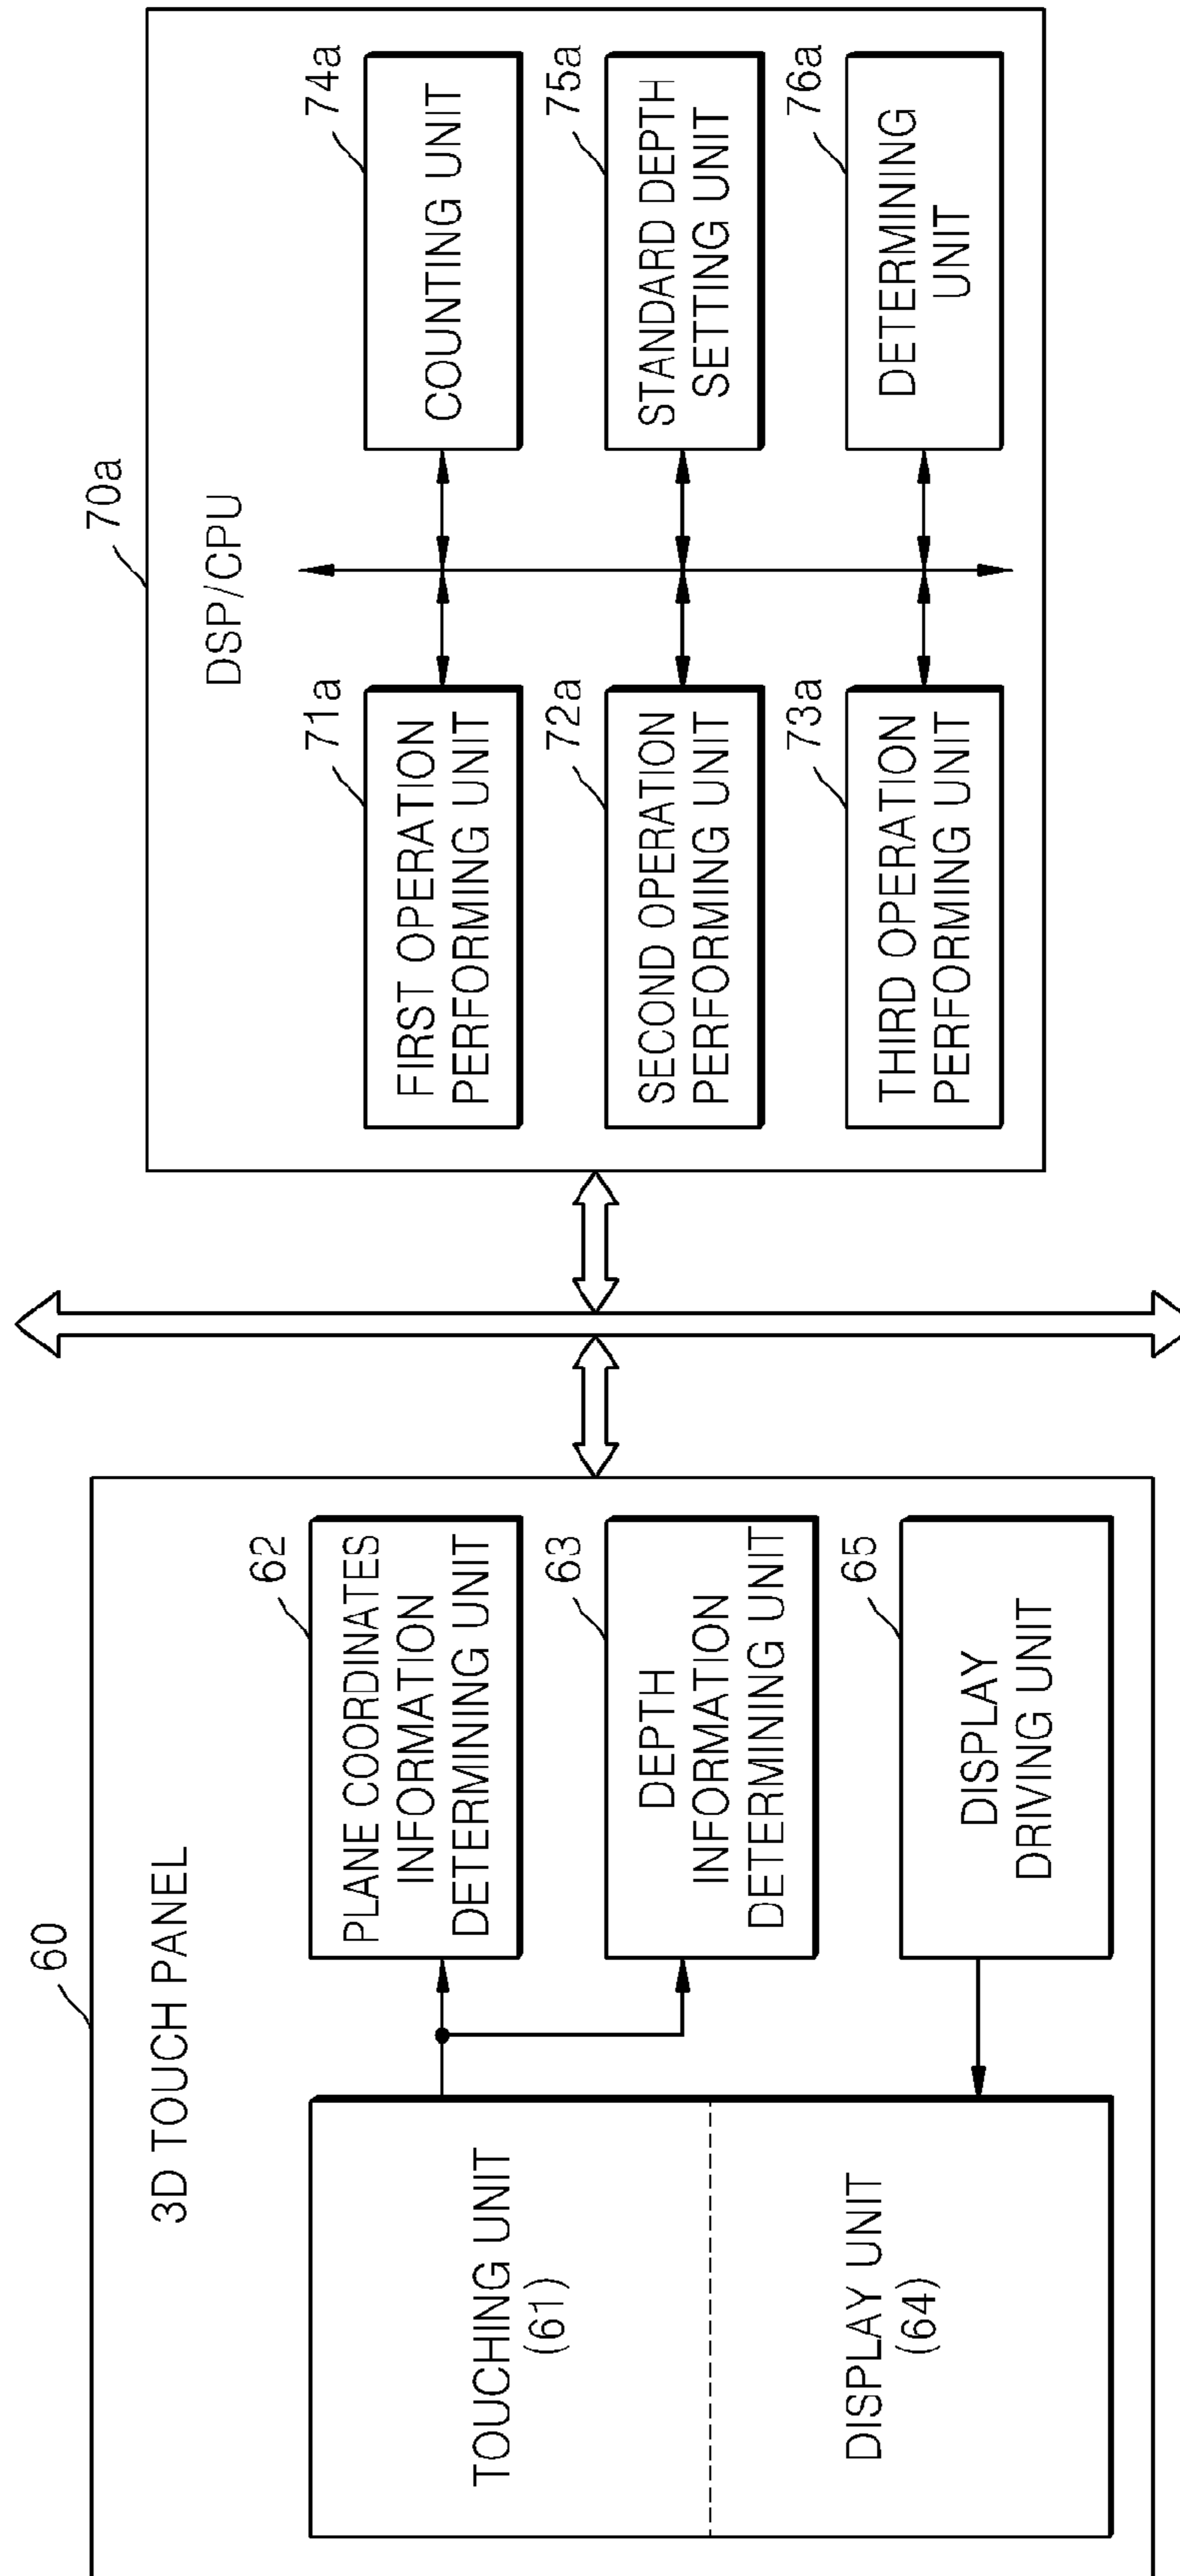 60
3D TOUCH PANEL
TOUCHING UNIT
(61)
DISPLAY UNIT
(64)
62
PLANE COORDINATES
INFORMATION
DETERMINING UNIT
63
DEPTH
INFORMATION
DETERMINING UNIT
65
DISPLAY
DRIVING UNIT
70a
DSP/CPU
71a
FIRST OPERATION
PERFORMING UNIT
72a
SECOND OPERATION
PERFORMING UNIT
73a
THIRD OPERATION
PERFORMING UNIT
74a
COUNTING UNIT
75a
STANDARD DEPTH
SETTING UNIT
76a
DETERMINING
UNIT